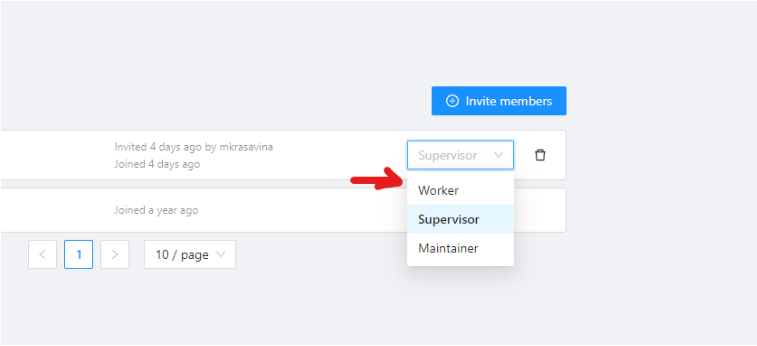 Invite members
Invited 4 days ago by mkrasavina
Joined 4 days ago
Supervisor
Worker
Supervisor
Maintainer
Joined a year ago
1
10 / page